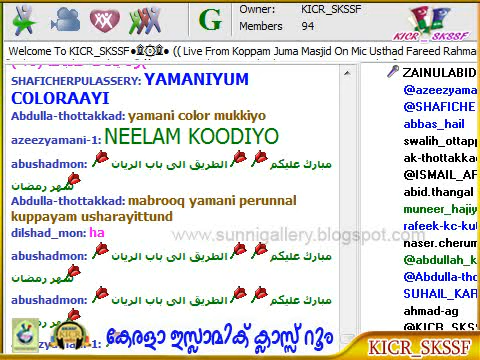 Owner: KICR_SKSSF
Members 94
G
KICR_SKSSF
Welcome To KICR_SKSSF●۩۞۩● (( Live From Koppam Juma Masjid On Mic Usthad Fareed Rahma
SHAFICHERPULASSERY: YAMANIYUM
COLORAAYI
Abdulla-thottakkad: yamani color mukkiyo
azeezyamani-1: NEELAM KOODIYO
abushadmon: مبارك عليكم الطريق الى باب الريان
شهر رمضان
Abdulla-thottakkad: mabrooq yamani perunnal
kuppayam usharayittund
dilshad_mon: ha
www.sunnigallery.blogspot.com
abushadmon: مبارك عليكم الطريق الى باب الريان
شهر رمضان
abushadmon: مبارك عليكم الطريق الى باب الريان
ZAINULABID
@azeezyama
@SHAFICHE
abbas_hail
swalih_ottapp
ak-thottakkad
@ISMAIL_AF
abid.thangal
muneer_hajiy
rafeek-kc-kut
naser.cherum
@abdullah_k
@Abdulla-tho
SUHAIL_KAR
ahmad-ag
@KICR_SKS
കേരളാ ഇസ്ലാമിക് ക്ലാസ്സ് റൂം
KICR_SKSSF